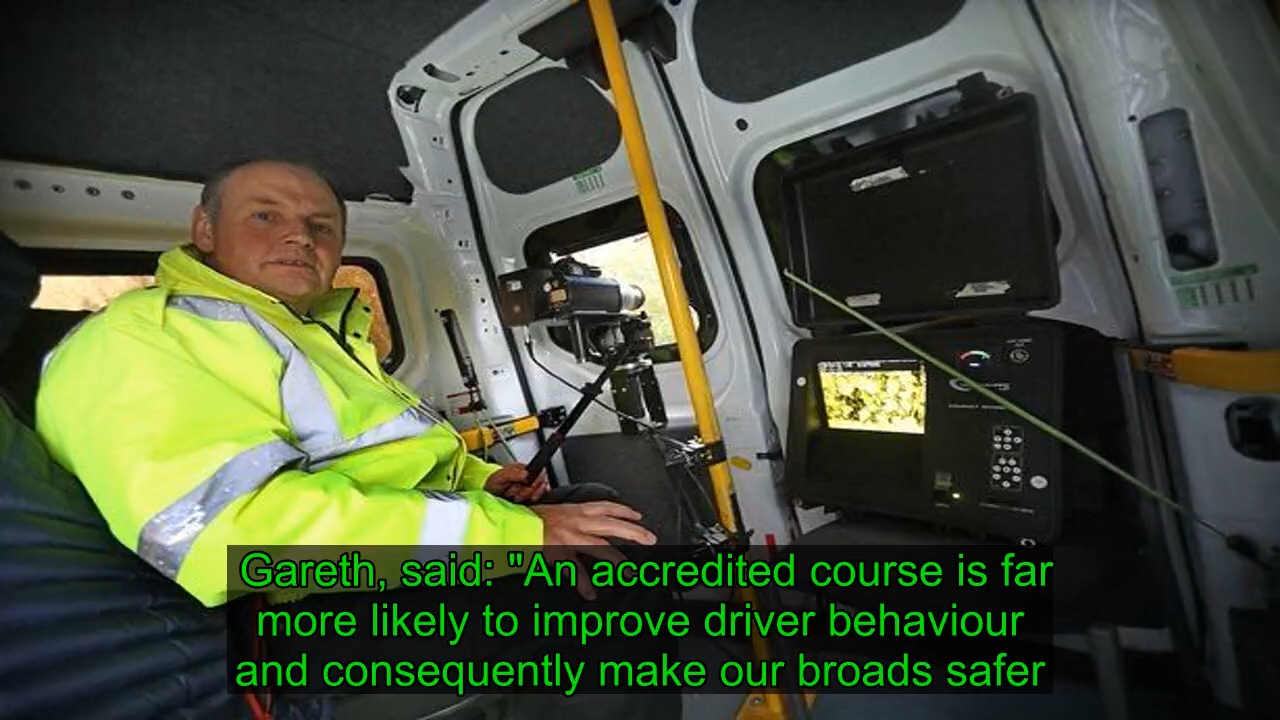 Gareth, said: "An accredited course is far
more likely to improve driver behaviour
and consequently make our broads safer